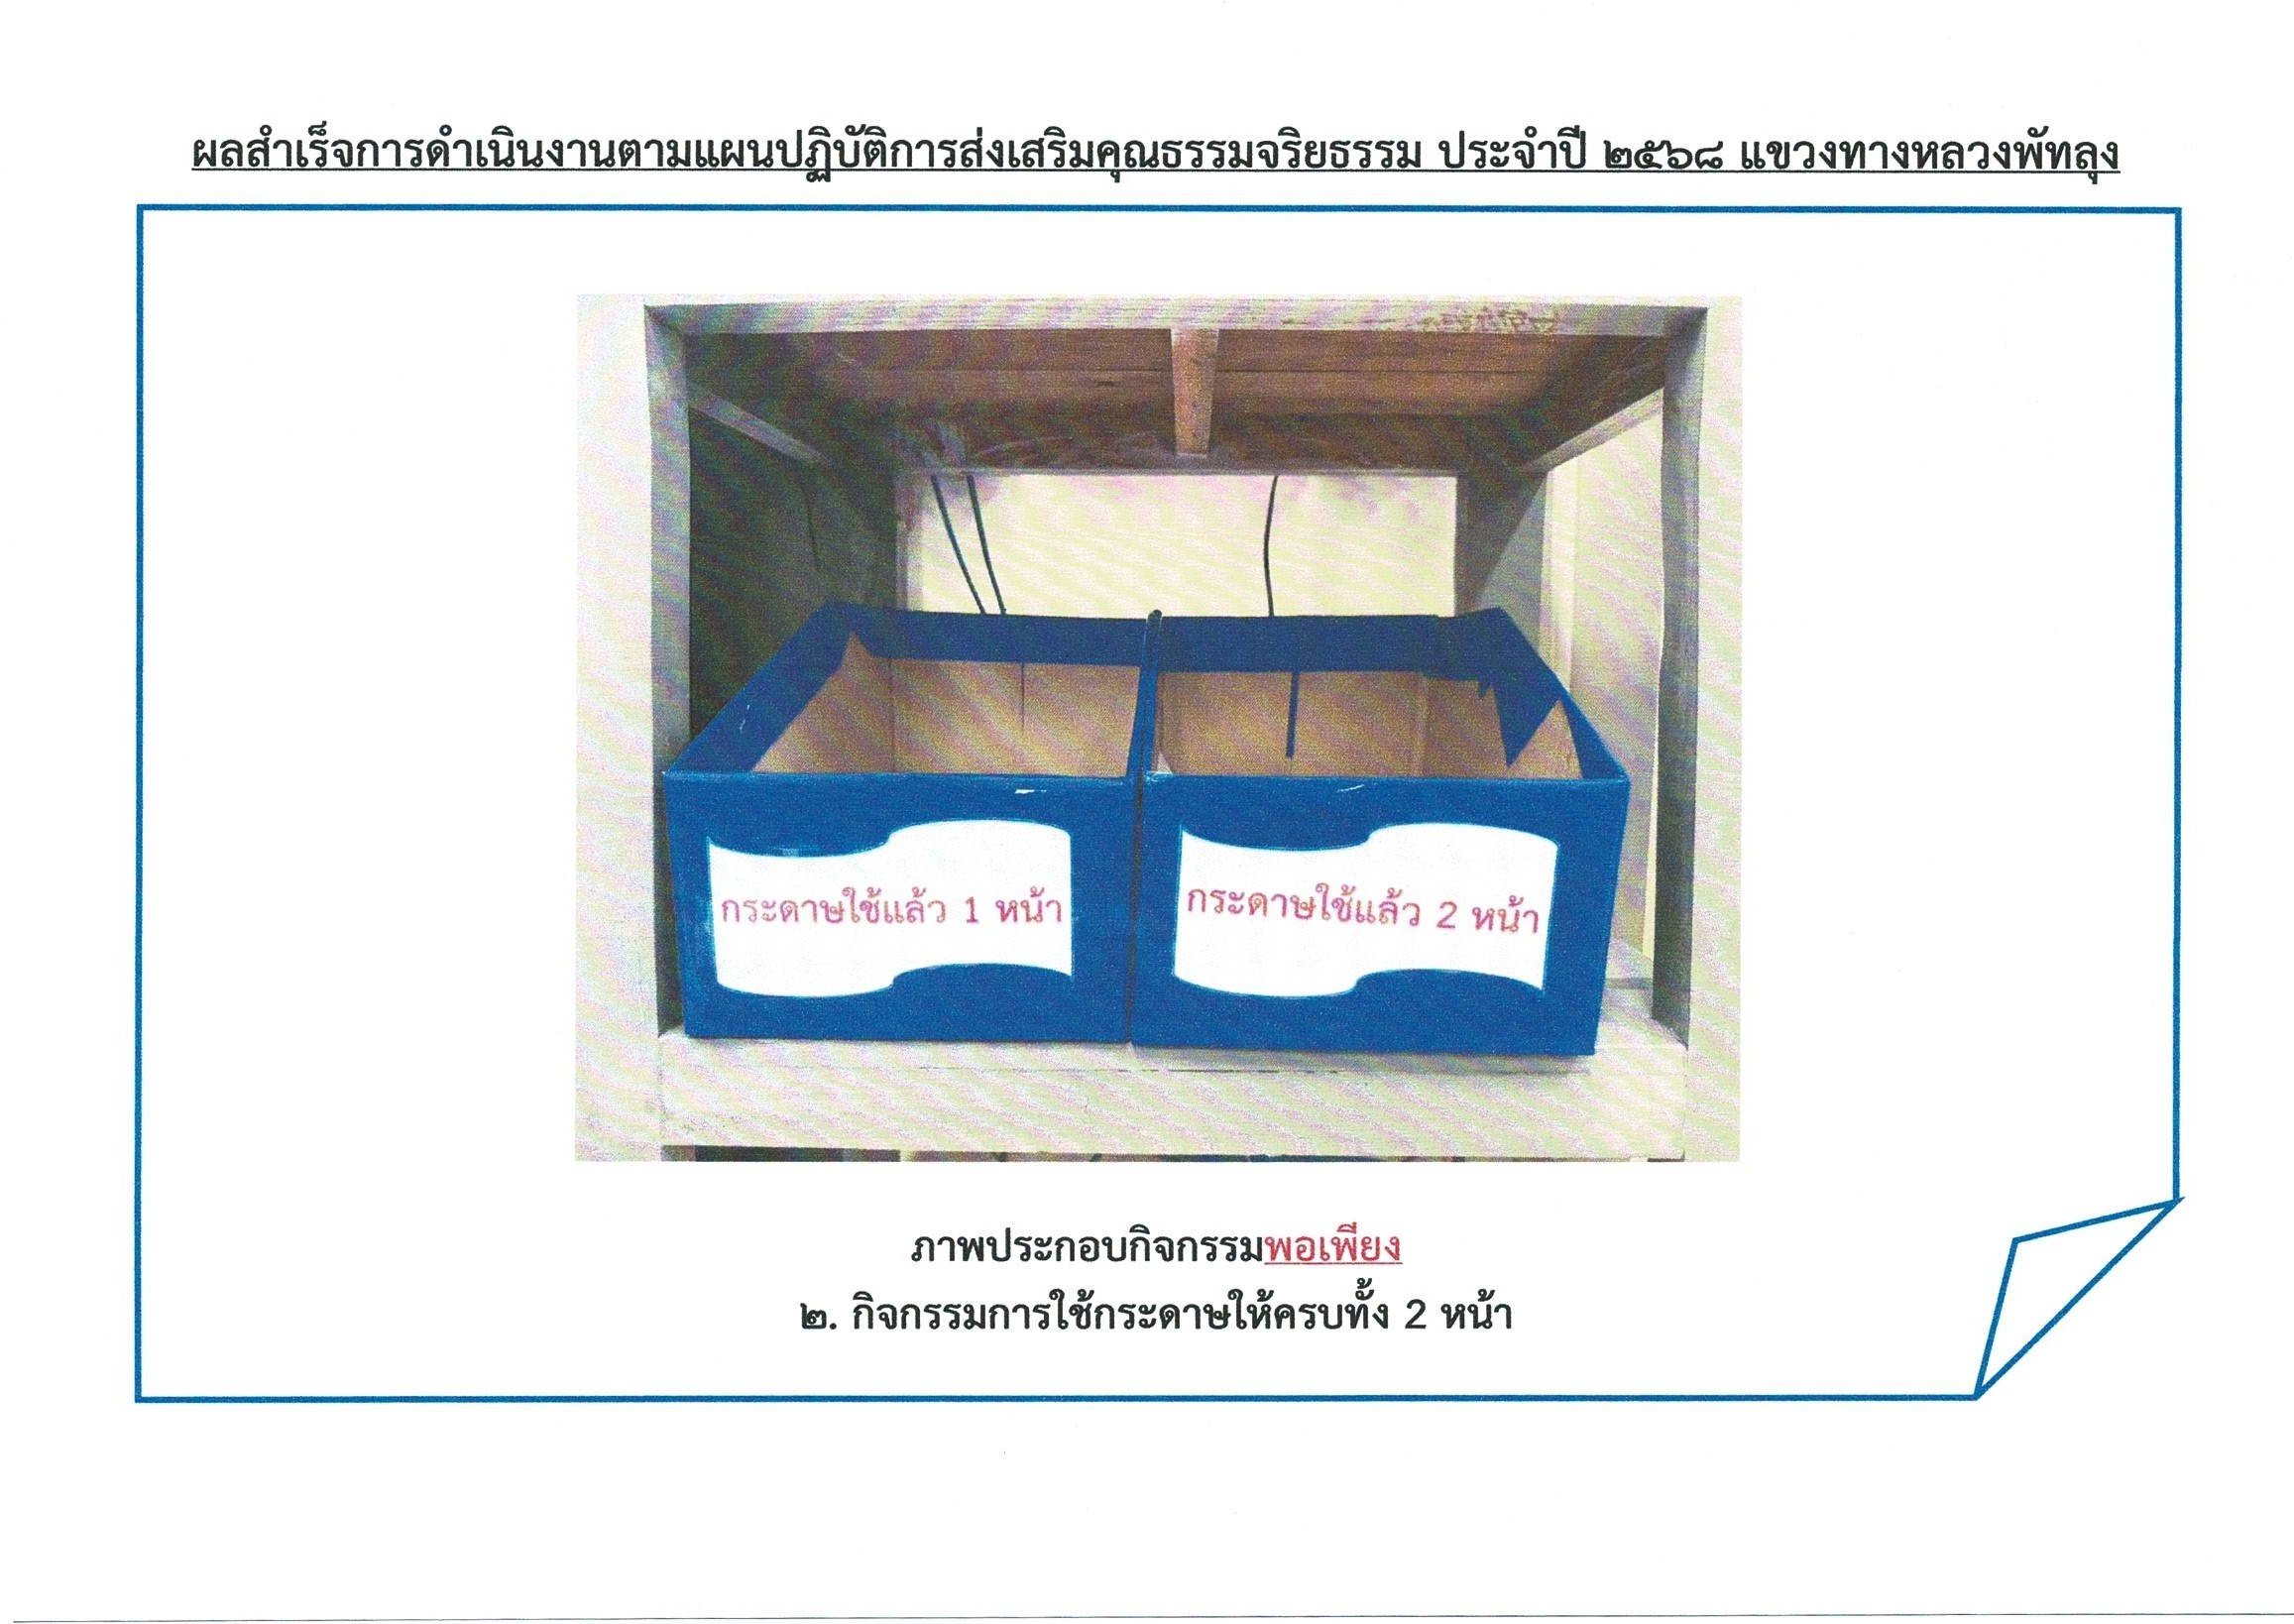 ผลสำเร็จการดำเนินงานตามแผนปฏิบัติการส่งเสริมคุณธรรมจริยธรรม ประจำปี ๒๕๖๘ แขวงทางหลวงพัทลุง
กระดาษใช้แล้ว 1 หน้า
กระดาษใช้แล้ว 2 หน้า
ภาพประกอบกิจกรรมพอเพียง
๒. กิจกรรมการใช้กระดาษให้ครบทั้ง 2 หน้า